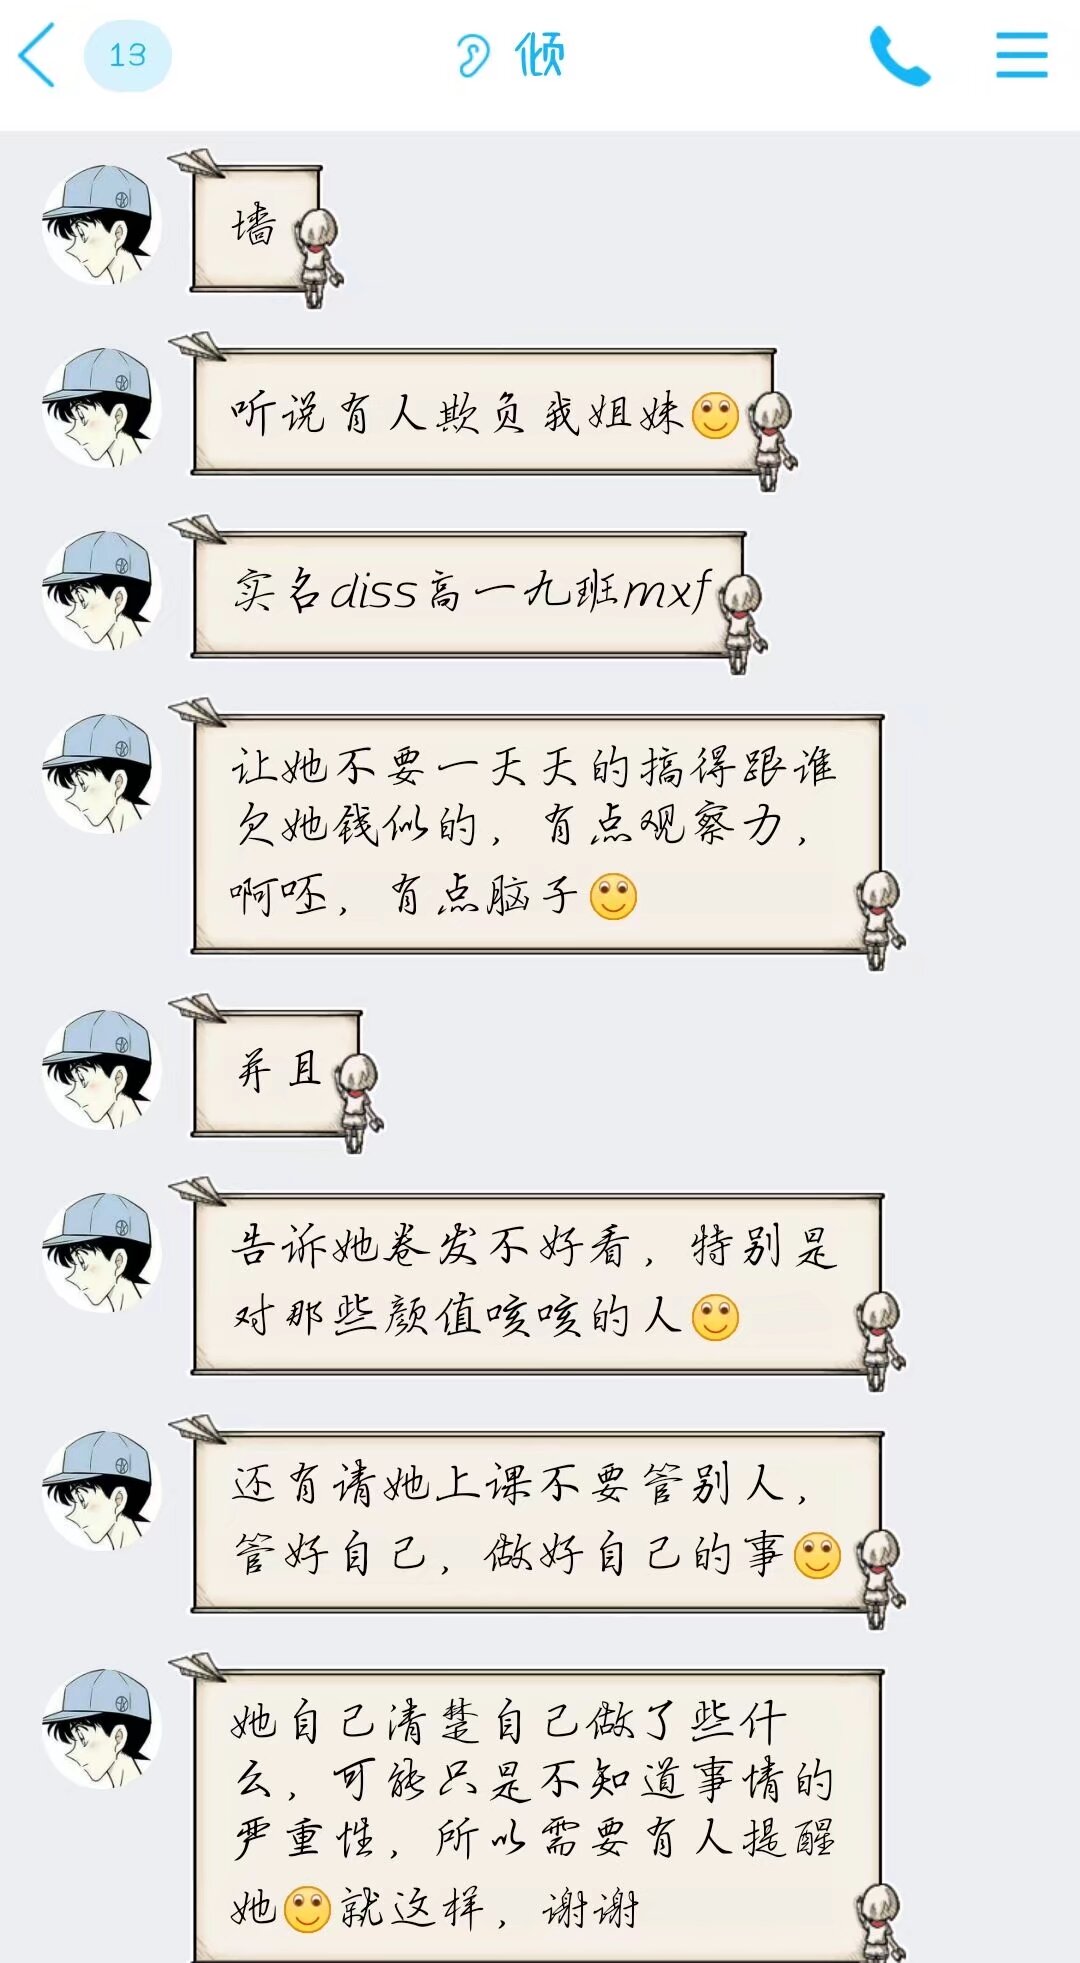 13
倾
墙
听说有人欺负我姐妹
实名diss高一九班mxf
让她不要一天天的搞得跟谁
欠她钱似的，有点观察力，
啊呸，有点脑子
并且
告诉她卷发不好看，特别是
对那些颜值咳咳的人
还有请她上课不要管别人，
管好自己，做好自己的事
她自己清楚自己做了些什
么，可能只是不知道事情的
严重性，所以需要有人提醒
她就这样，谢谢